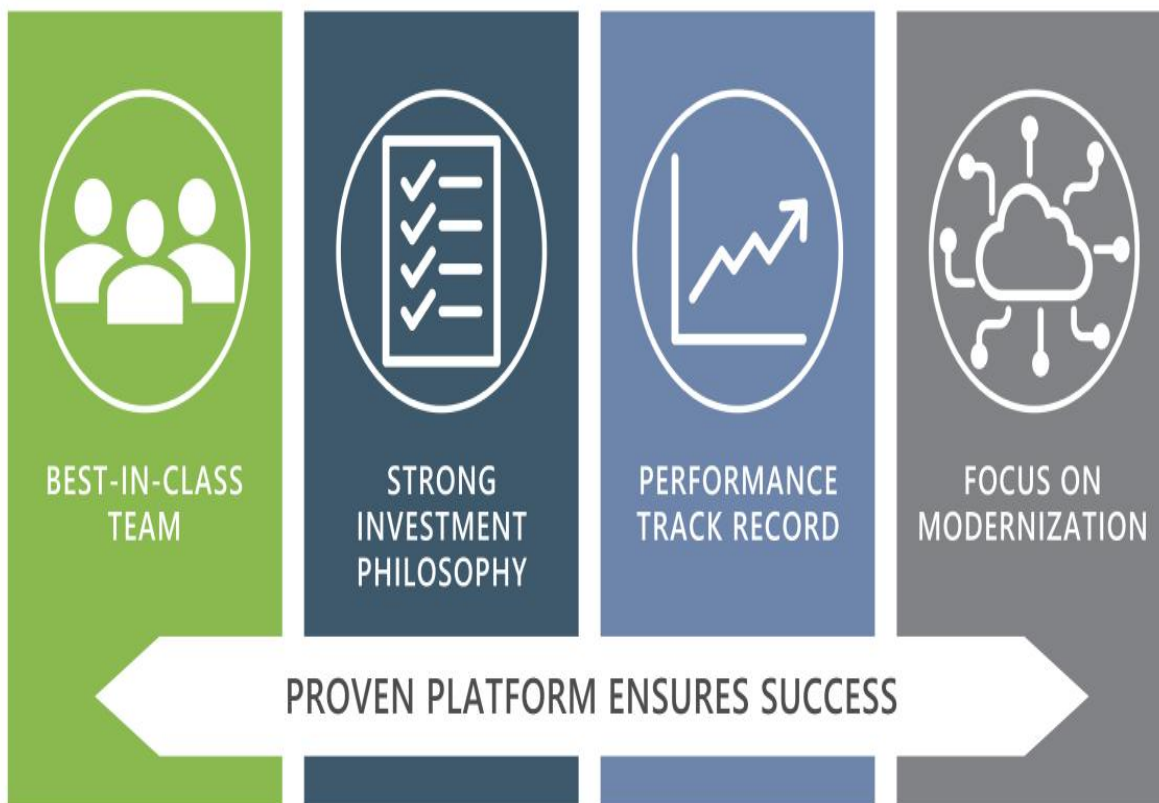 BEST-IN-CLASS
TEAM
STRONG
INVESTMENT
PHILOSOPHY
PERFORMANCE
TRACK RECORD
FOCUS ON
MODERNIZATION
PROVEN PLATFORM ENSURES SUCCESS